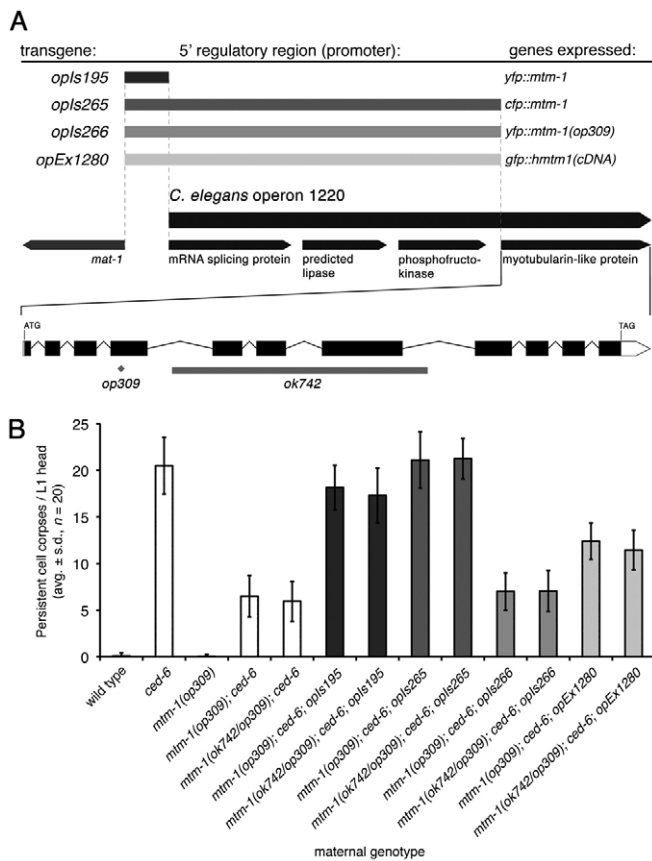 A
transgene: 5' regulatory region (promoter): genes expressed:
opIs195 yfp::mtm-1
opIs265 cfp::mtm-1
opIs266 yfp::mtm-1(op309)
opEx1280 gfp::hmtm1(cDNA)
C. elegans operon 1220
mat-1 mRNA splicing protein predicted lipase phosphofructo-kinase myotubularin-like protein
ATG TAG
op309 ok742
B
Persistent cell corpses / L1 head
(avg. ± s.d., n = 20)
25
20
15
10
5
0
wild type
ced-6
mtm-1(op309)
mtm-1(op309); ced-6
mtm-1(ok742/op309); ced-6
mtm-1(op309); ced-6; opIs195
mtm-1(ok742/op309); ced-6; opIs195
mtm-1(op309); ced-6; opIs265
mtm-1(ok742/op309); ced-6; opIs265
mtm-1(op309); ced-6; opIs266
mtm-1(ok742/op309); ced-6; opIs266
mtm-1(op309); ced-6; opEx1280
mtm-1(ok742/op309); ced-6; opEx1280
maternal genotype